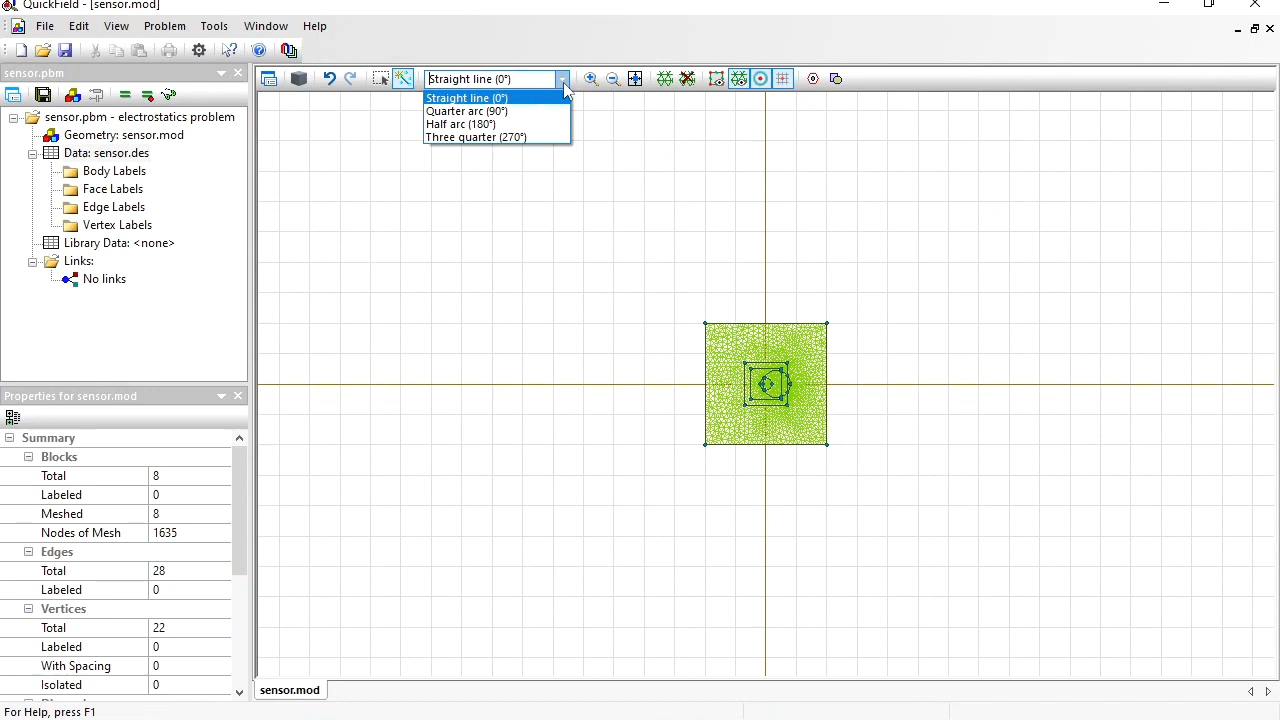 QuickField - [sensor.mod]
File Edit View Problem Tools Window Help
sensor.pbm
Straight line (0°)
Straight line (0°)
Quarter arc (90°)
Half arc (180°)
Three quarter (270°)
sensor.pbm - electrostatics problem
Geometry: sensor.mod
Data: sensor.des
Body Labels
Face Labels
Edge Labels
Vertex Labels
Library Data: <none>
Links:
No links
Properties for sensor.mod
Summary
Blocks
Total 8
Labeled 0
Meshed 8
Nodes of Mesh 1635
Edges
Total 28
Labeled 0
Vertices
Total 22
Labeled 0
With Spacing 0
Isolated 0
sensor.mod
For Help, press F1